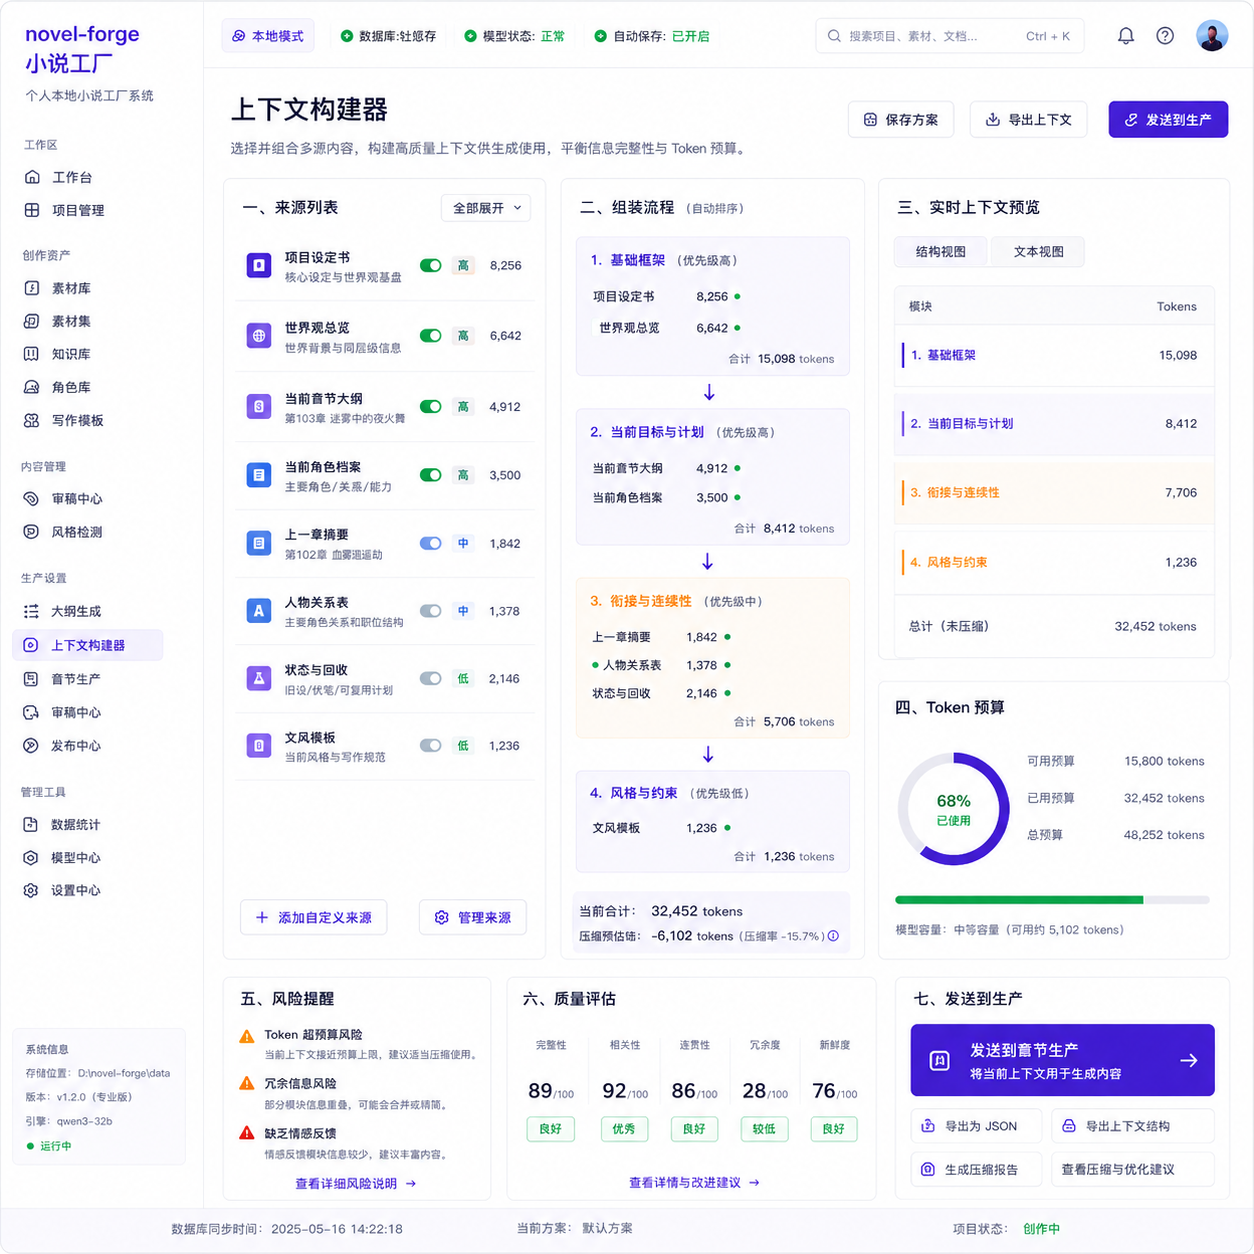 novel-forge
小说工厂
个人本地小说工厂系统
工作区
工作台
项目管理
创作资产
素材库
素材集
知识库
角色库
写作模板
内容管理
审稿中心
风格检测
生产设置
大纲生成
上下文构建器
音节生产
审稿中心
发布中心
管理工具
数据统计
模型中心
设置中心
系统信息
存储位置: D:\novel-forge\data
版本: v1.2.0 (专业版)
引擎: qwen3-32b
运行中
本地模式
数据库:
模型状态: 正常
自动保存: 已开启
搜索项目、素材、文档...
Ctrl + K
上下文构建器
选择并组合多源内容，构建高质量上下文供生成使用，平衡信息完整性与 Token 预算。
保存方案
导出上下文
发送到生产
一、来源列表
全部展开
项目设定书
核心设定与世界观基盘
高
8,256
世界观总览
世界背景与同层级信息
高
6,642
当前音节大纲
第103章 迷雾中的夜火舞
高
4,912
当前角色档案
主要角色/关系/能力
高
3,500
上一章摘要
第102章
中
1,842
人物关系表
主要角色关系和职位结构
中
1,378
状态与回收
旧设/伏笔/可复用计划
低
2,146
文风模板
当前风格与写作规范
低
1,236
添加自定义来源
管理来源
二、组装流程 (自动排序)
1. 基础框架 (优先级高)
项目设定书 8,256
世界观总览 6,642
合计 15,098 tokens
2. 当前目标与计划 (优先级高)
当前音节大纲 4,912
当前角色档案 3,500
合计 8,412 tokens
3. 衔接与连续性 (优先级中)
上一章摘要 1,842
人物关系表 1,378
状态与回收 2,146
合计 5,706 tokens
4. 风格与约束 (优先级低)
文风模板 1,236
合计 1,236 tokens
当前合计: 32,452 tokens
压缩预估: -6,102 tokens (压缩率 -15.7%)
三、实时上下文预览
结构视图
文本视图
模块 Tokens
1. 基础框架 15,098
2. 当前目标与计划 8,412
3. 衔接与连续性 7,706
4. 风格与约束 1,236
总计 (未压缩) 32,452 tokens
四、Token 预算
68%
已使用
可用预算 15,800 tokens
已用预算 32,452 tokens
总预算 48,252 tokens
模型容量: 中等容量 (可用约 5,102 tokens)
五、风险提醒
Token 超预算风险
当前上下文接近预算上限，建议适当压缩使用。
冗余信息风险
部分模块信息重叠，可能会合并或精简。
缺乏情感反馈
情感反馈模块信息较少，建议丰富内容。
查看详细风险说明 →
六、质量评估
完整性
89/100
良好
相关性
92/100
优秀
连贯性
86/100
良好
冗余度
28/100
较低
新鲜度
76/100
良好
查看详情与改进建议 →
七、发送到生产
发送到章节生产
将当前上下文用于生成内容
导出为 JSON
导出上下文结构
生成压缩报告
查看压缩与优化建议
数据库同步时间: 2025-05-16 14:22:18
当前方案: 默认方案
项目状态: 创作中